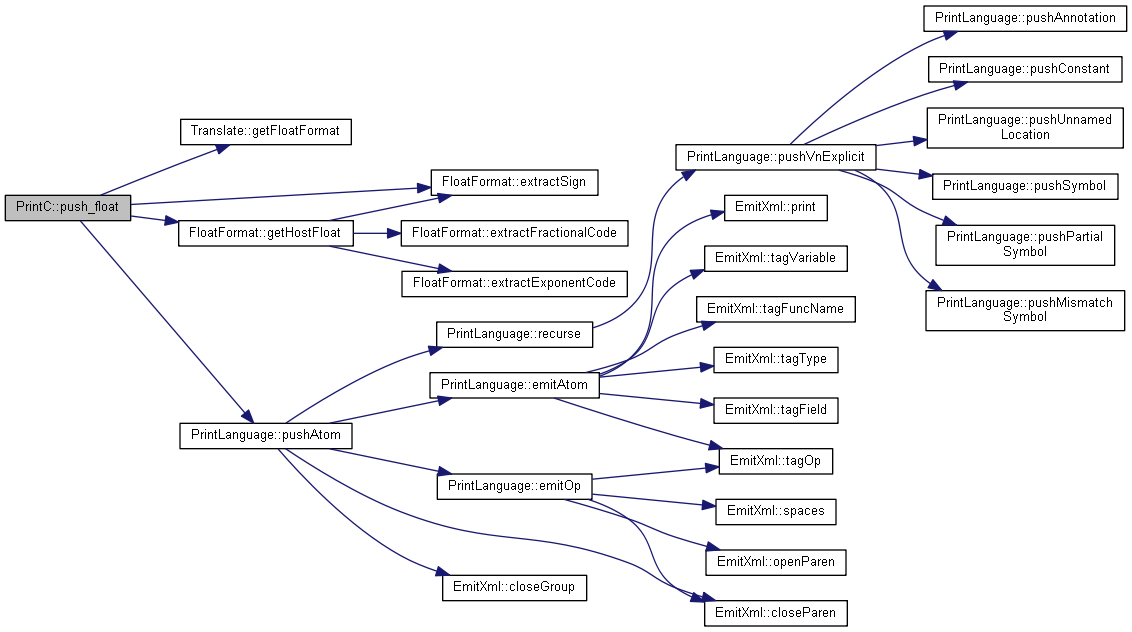 PrintLanguage::pushAnnotation
PrintLanguage::pushConstant
PrintLanguage::pushUnnamed
Location
Translate::getFloatFormat
PrintLanguage::pushVnExplicit
FloatFormat::extractSign
PrintLanguage::pushSymbol
PrintC::push_float
EmitXml::print
FloatFormat::getHostFloat
FloatFormat::extractFractionalCode
PrintLanguage::pushPartial
Symbol
EmitXml::tagVariable
FloatFormat::extractExponentCode
PrintLanguage::pushMismatch
Symbol
EmitXml::tagFuncName
PrintLanguage::recurse
EmitXml::tagType
PrintLanguage::emitAtom
EmitXml::tagField
PrintLanguage::pushAtom
EmitXml::tagOp
PrintLanguage::emitOp
EmitXml::spaces
EmitXml::openParen
EmitXml::closeGroup
EmitXml::closeParen